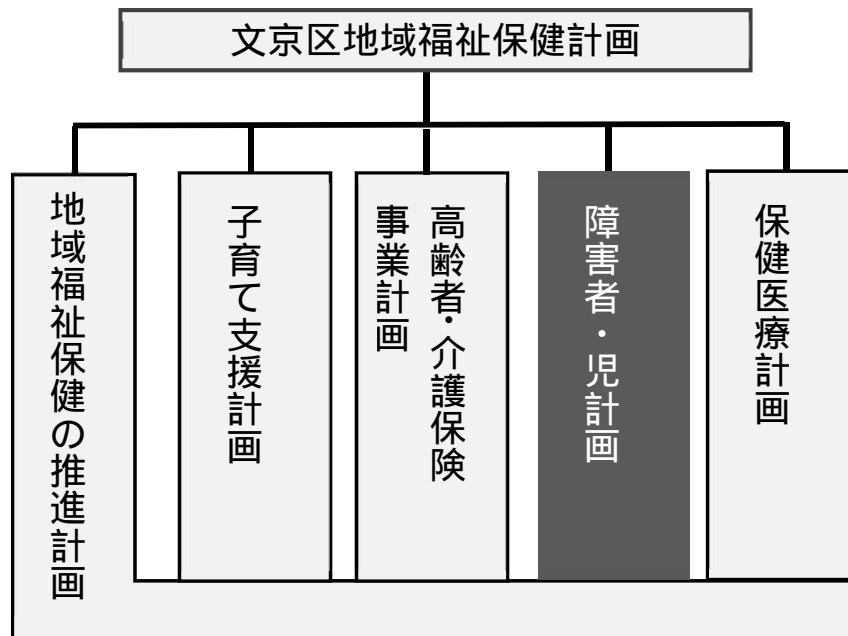 文京区地域福祉保健計画
地域福祉保健の推進計画
子育て支援計画
高齢者・介護保険
事業計画
障害者・児計画
保健医療計画